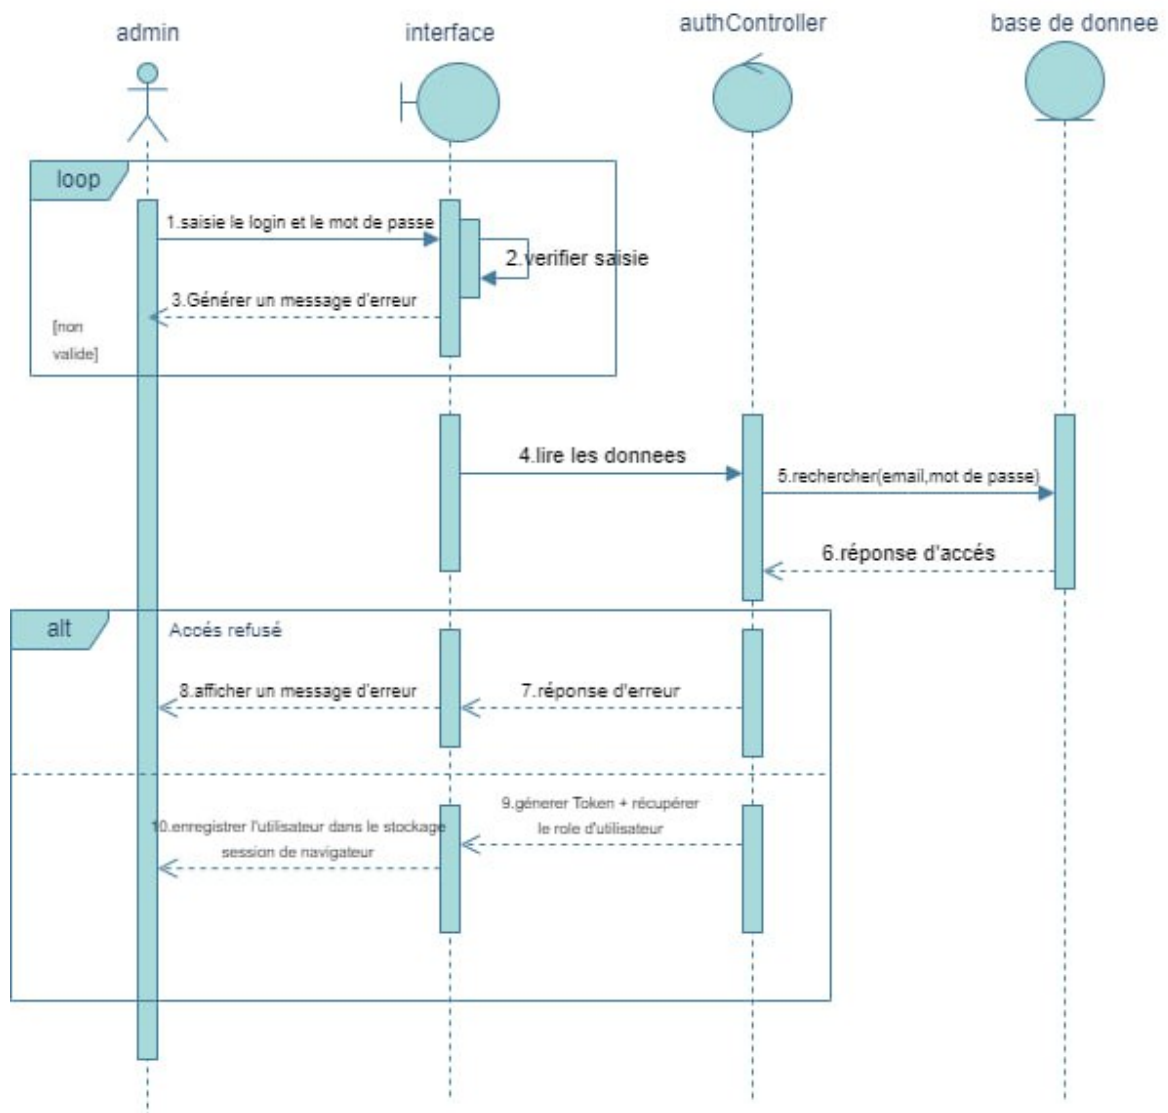 admin
interface
authController
base de donnee
loop
1.saisie le login et le mot de passe
2.verifier saisie
3.Générer un message d'erreur
[non
valide]
4.lire les donnees
5.rechercher(email,mot de passe)
6.réponse d'accés
alt
Accés refusé
8.afficher un message d'erreur
7.réponse d'erreur
9.génerer Token + récupérer
le role d'utilisateur
10.enregistrer l'utilisateur dans le stockage
session de navigateur